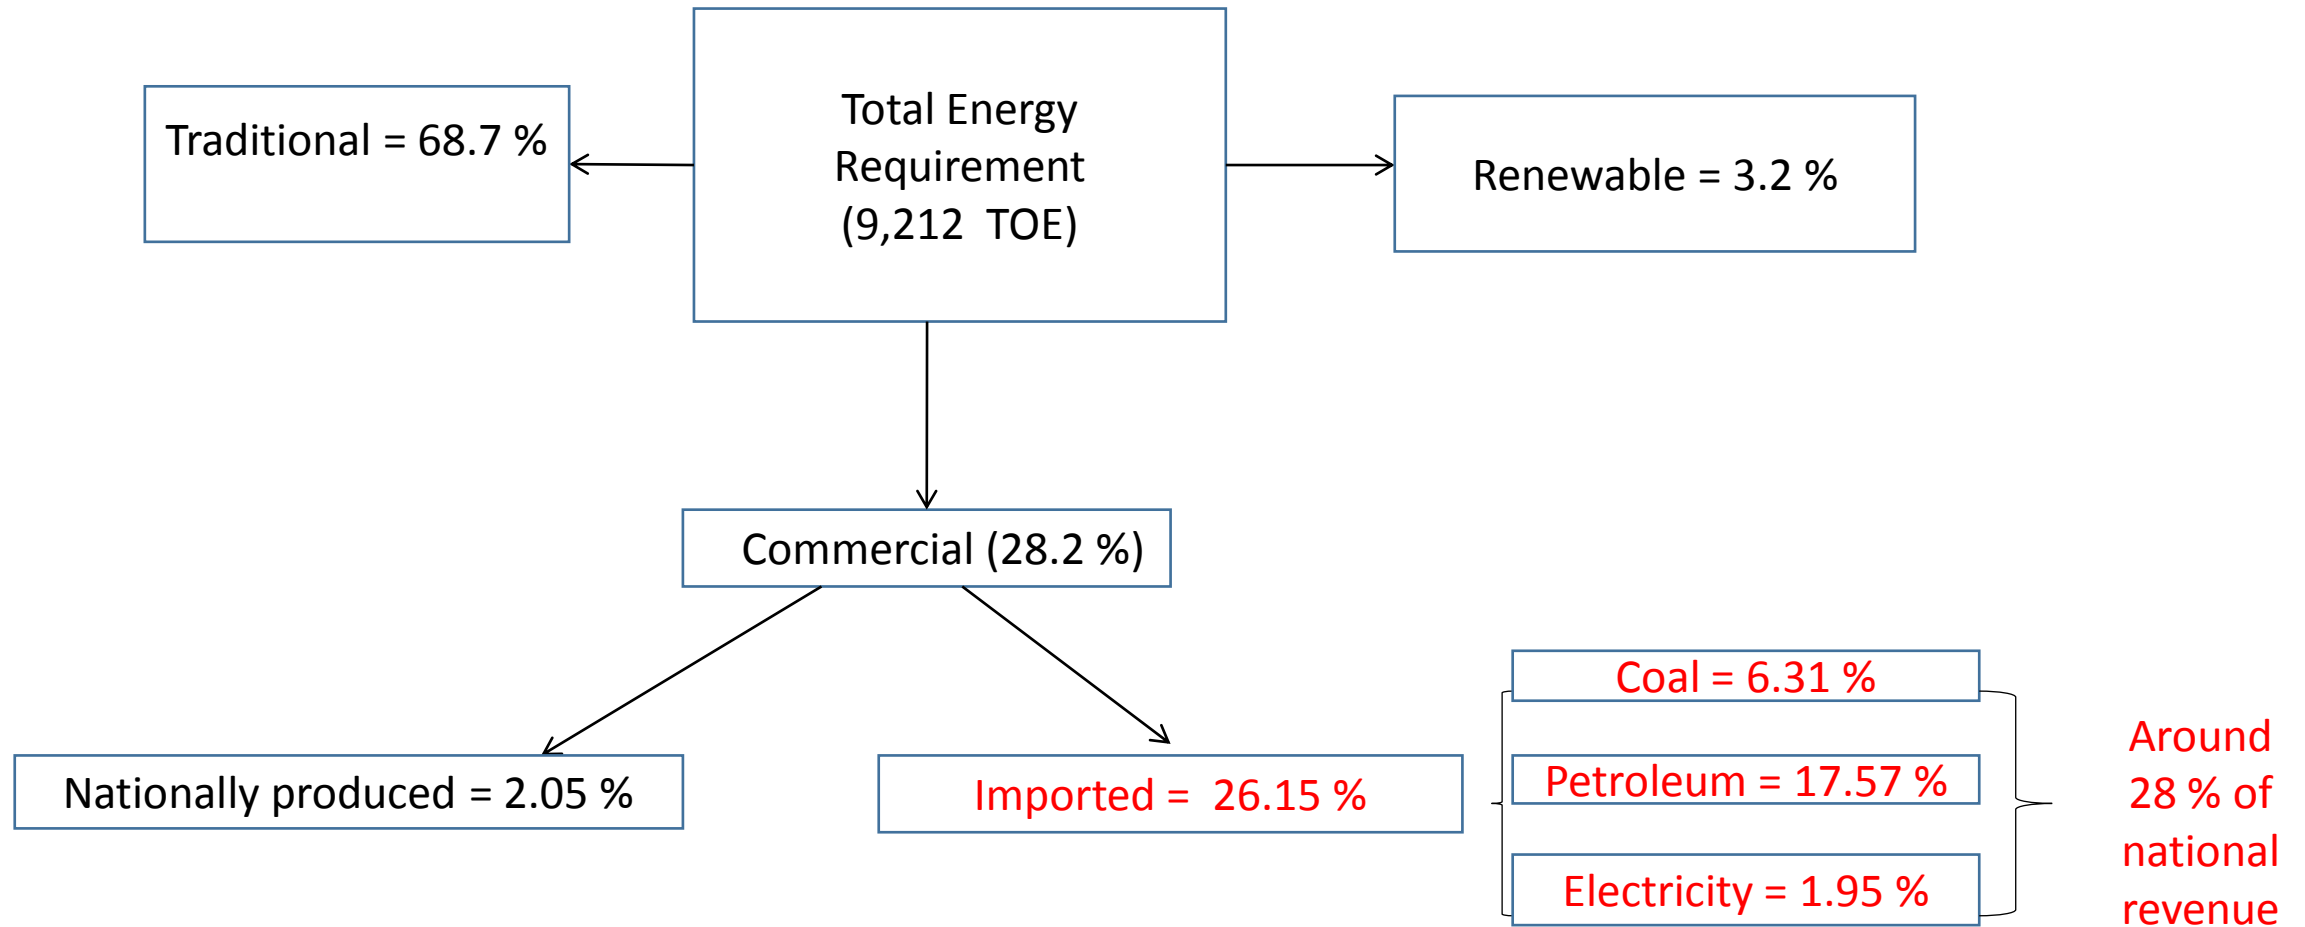 Total Energy
Requirement
(9,212 TOE)
Traditional = 68.7 %
Renewable = 3.2 %
Commercial (28.2 %)
Nationally produced = 2.05 %
Imported = 26.15 %
Coal = 6.31 %
Petroleum = 17.57 %
Electricity = 1.95 %
Around
28 % of
national
revenue